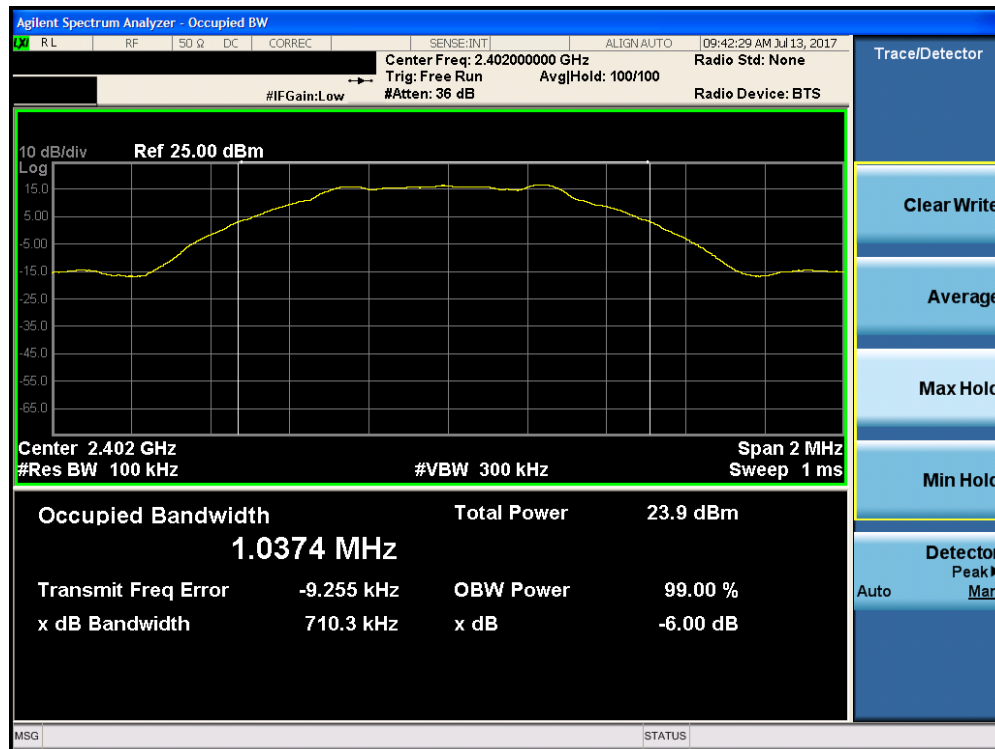 Agilent Spectrum Analyzer - Occupied BW
LXI RL RF 50 Ω DC CORREC SENSE:INT ALIGN AUTO 09:42:29 AM Jul 13, 2017
Center Freq: 2.402000000 GHz Radio Std: None
Trig: Free Run Avg|Hold: 100/100
#IFGain:Low #Atten: 36 dB Radio Device: BTS
Trace/Detector
10 dB/div Ref 25.00 dBm
Log
15.0
5.00
-5.00
-15.0
-25.0
-35.0
-45.0
-55.0
-65.0
Center 2.402 GHz Span 2 MHz
#Res BW 100 kHz #VBW 300 kHz Sweep 1 ms
Occupied Bandwidth Total Power 23.9 dBm
1.0374 MHz
Transmit Freq Error -9.255 kHz OBW Power 99.00 %
x dB Bandwidth 710.3 kHz x dB -6.00 dB
Clear Write
Average
Max Hold
Min Hold
Detector
Peak
Auto Man
MSG STATUS